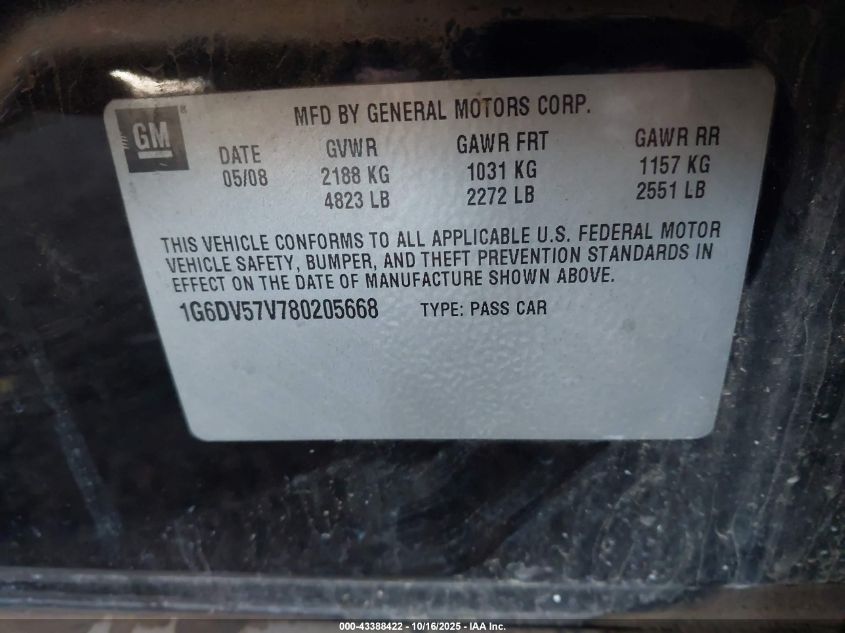 MFD BY GENERAL MOTORS CORP.
GM ®
DATE GVWR GAWR FRT GAWR RR
05/08 2188 KG 1031 KG 1157 KG
4823 LB 2272 LB 2551 LB
THIS VEHICLE CONFORMS TO ALL APPLICABLE U.S. FEDERAL MOTOR
VEHICLE SAFETY, BUMPER, AND THEFT PREVENTION STANDARDS IN
EFFECT ON THE DATE OF MANUFACTURE SHOWN ABOVE.
1G6DV57V780205668 TYPE: PASS CAR
000-43388422 - 10/16/2025 - IAA Inc.